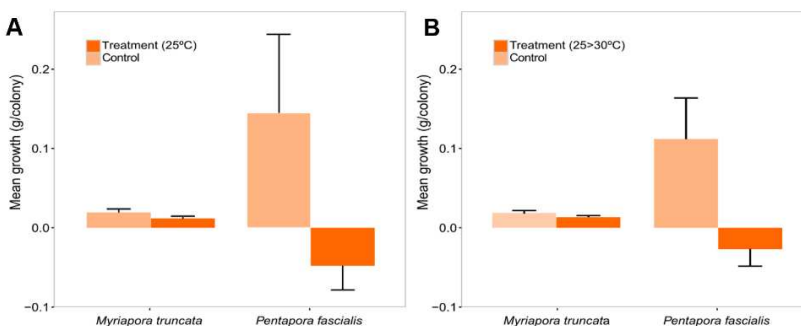 A
Treatment (25ºC)
Control
Mean growth (g/colony)
0.2
0.1
0.0
−0.1
Myriapora truncata
Pentapora fascialis
B
Treatment (25>30ºC)
Control
Mean growth (g/colony)
0.2
0.1
0.0
−0.1
Myriapora truncata
Pentapora fascialis